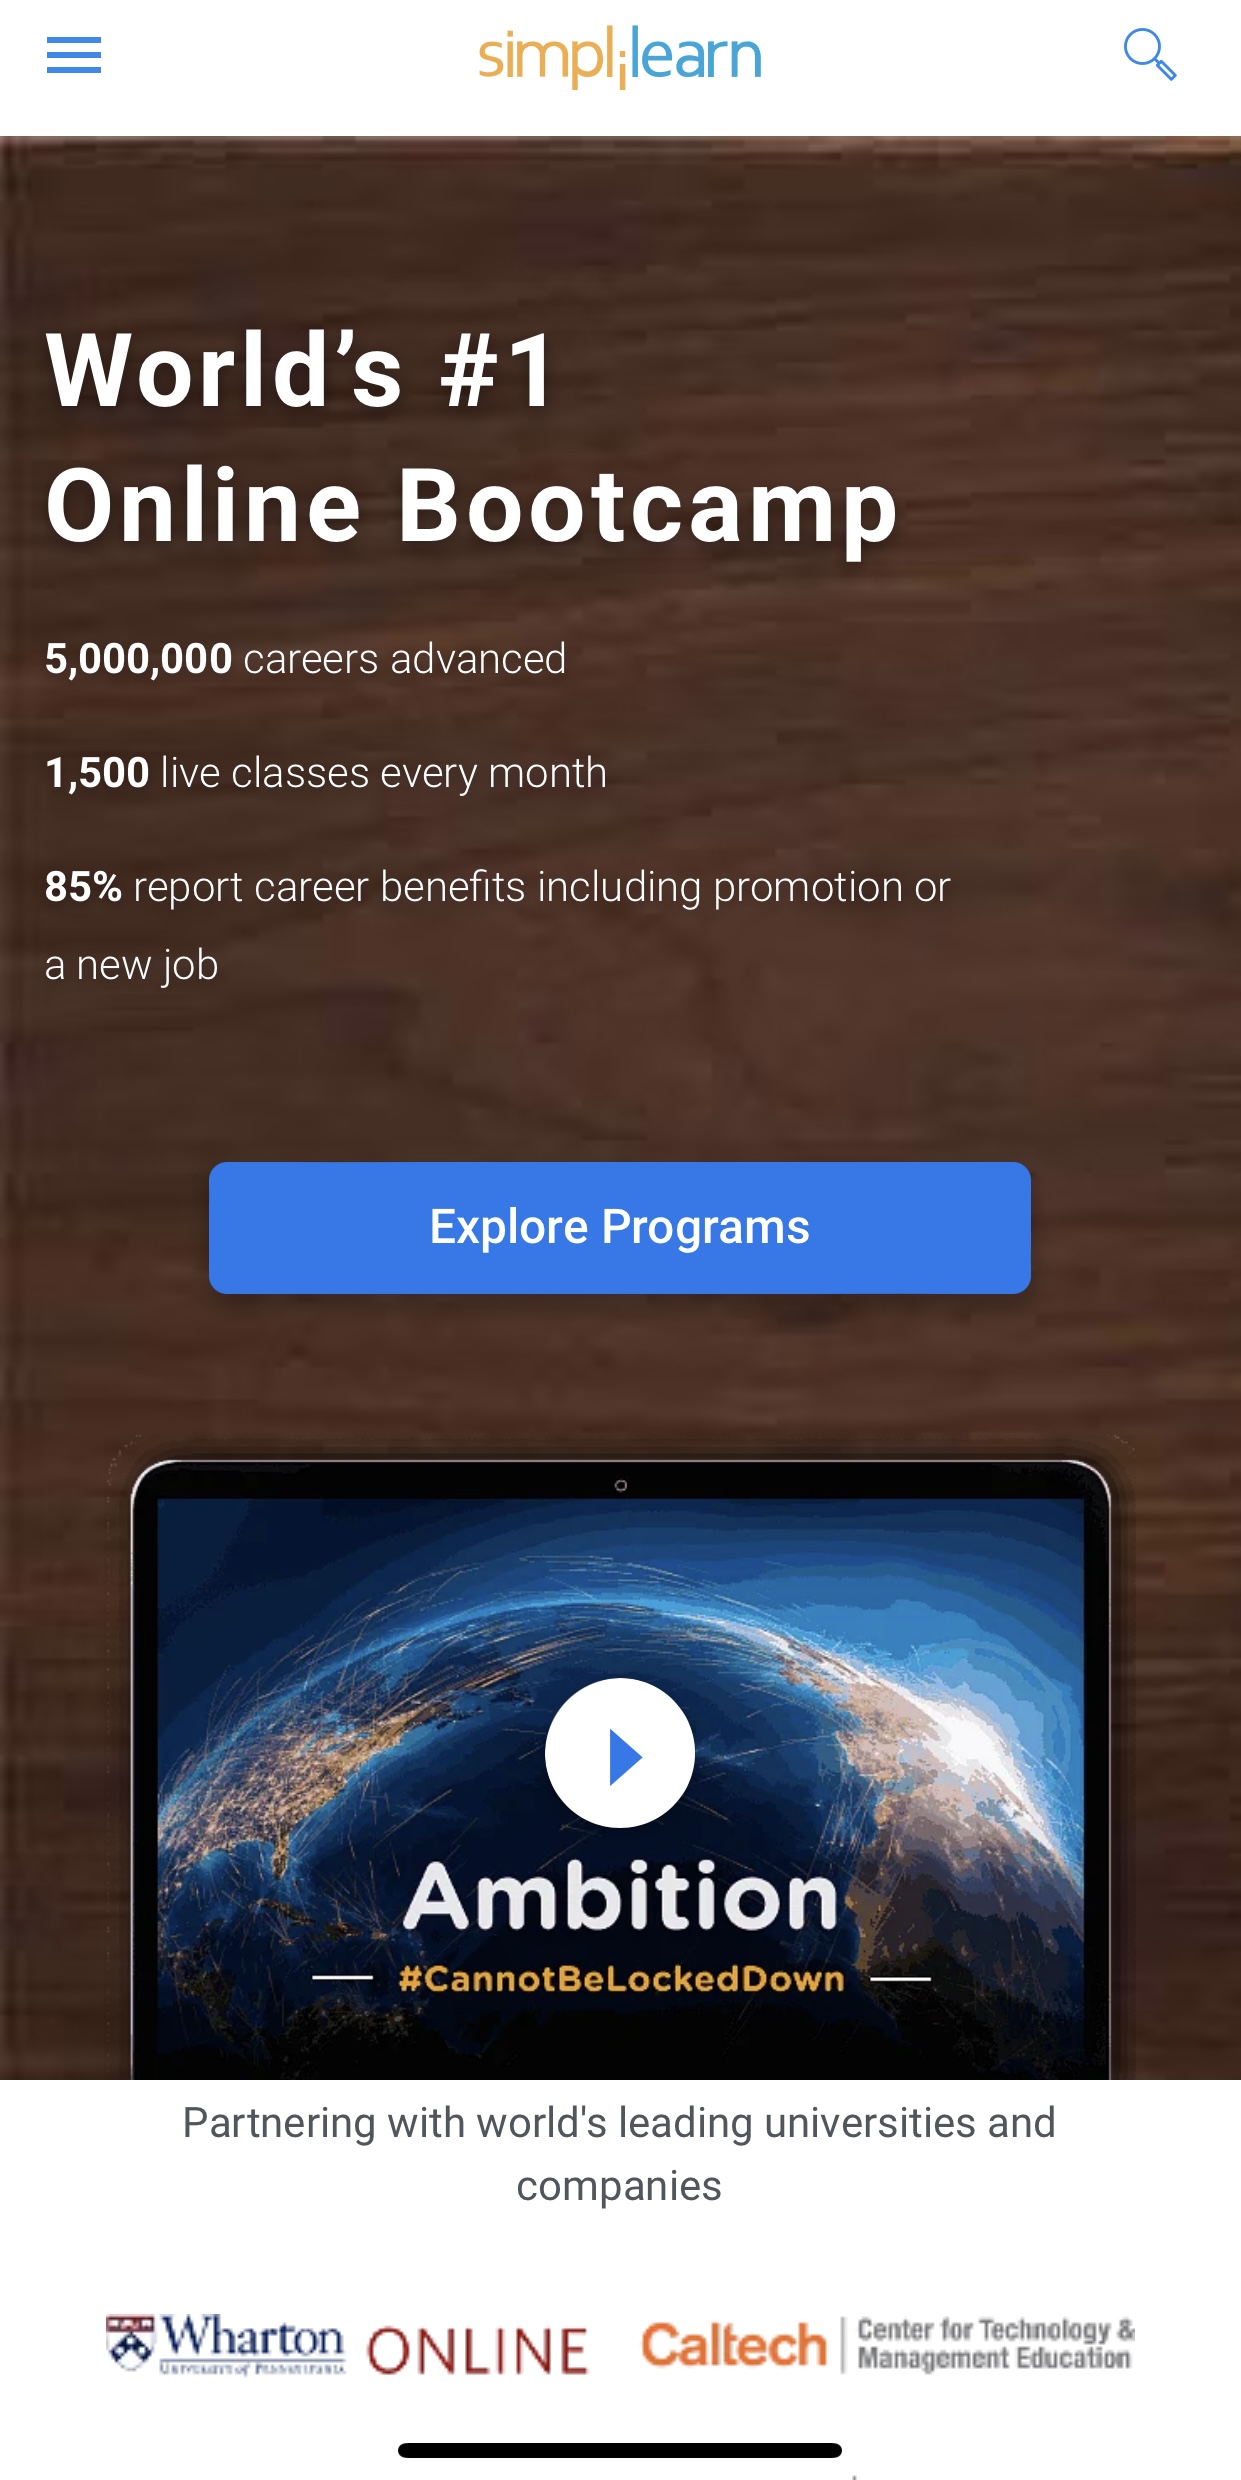 simplilearn
World’s #1
Online Bootcamp
5,000,000 careers advanced
1,500 live classes every month
85% report career benefits including promotion or
a new job
Explore Programs
Ambition
#CannotBeLockedDown
Partnering with world's leading universities and
companies
Wharton ONLINE
UNIVERSITY of PENNSYLVANIA
Caltech Center for Technology &
Management Education